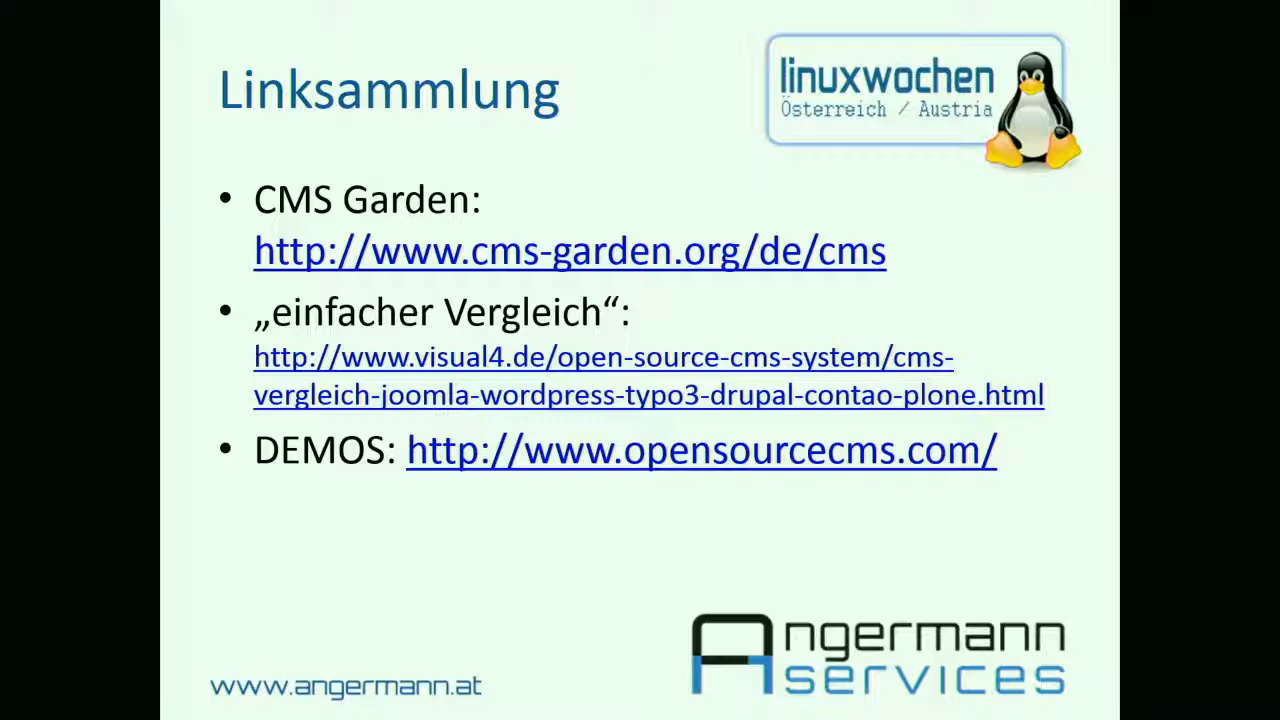 Linksammlung
linuxwochen
Österreich / Austria
• CMS Garden:
http://www.cms-garden.org/de/cms
• „einfacher Vergleich“:
http://www.visual4.de/open-source-cms-system/cms-
vergleich-joomla-wordpress-typo3-drupal-contao-plone.html
• DEMOS: http://www.opensourcecms.com/
www.angermann.at
Angermann
services